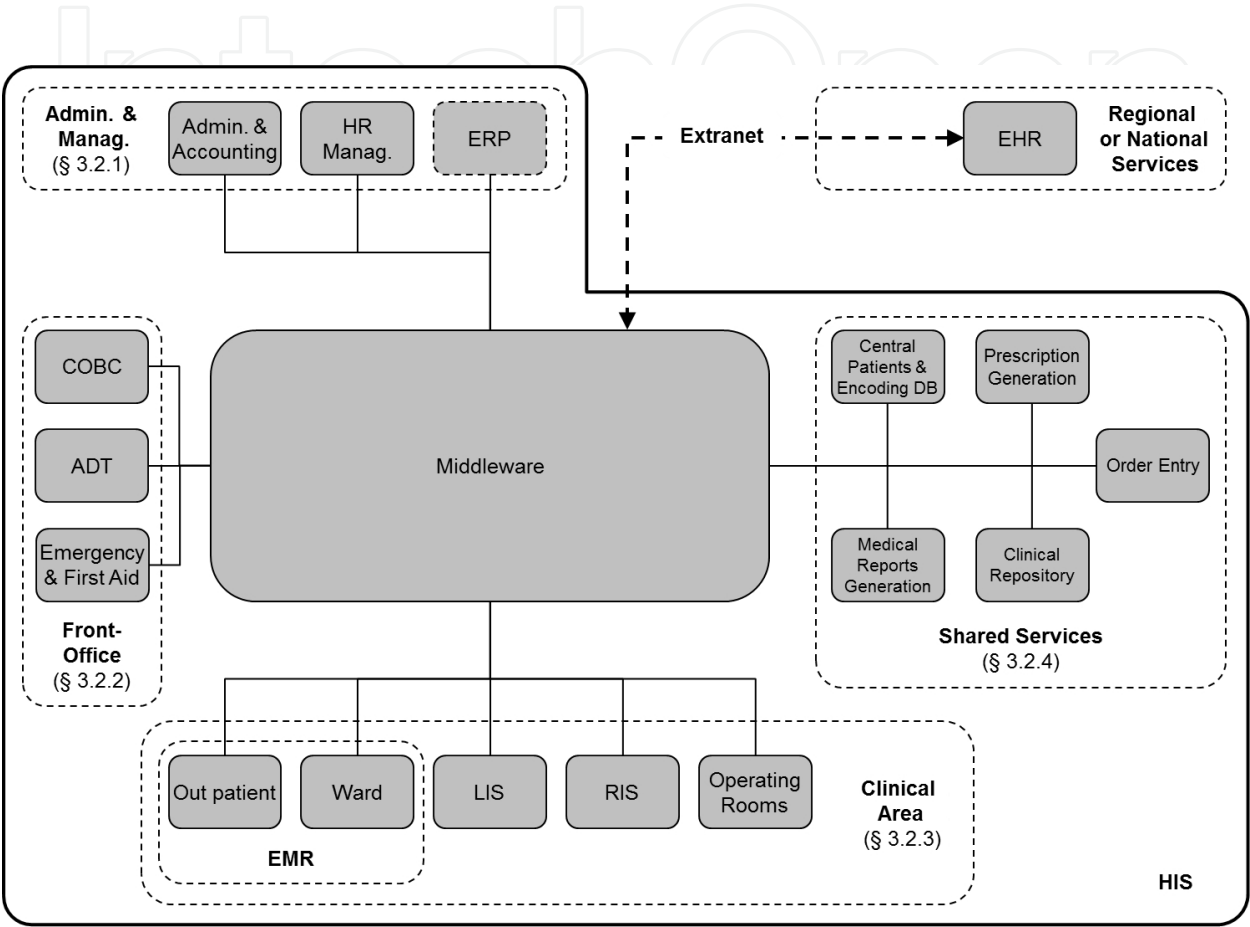 IntechOpen
Admin. &
Manag.
(§ 3.2.1)
Admin. &
Accounting
HR
Manag.
ERP
Extranet
EHR
Regional
or National
Services
COBC
ADT
Emergency
& First Aid
Front-
Office
(§ 3.2.2)
Middleware
Central
Patients &
Encoding DB
Prescription
Generation
Order Entry
Medical
Reports
Generation
Clinical
Repository
Shared Services
(§ 3.2.4)
Out patient
Ward
EMR
LIS
RIS
Operating
Rooms
Clinical
Area
(§ 3.2.3)
HIS